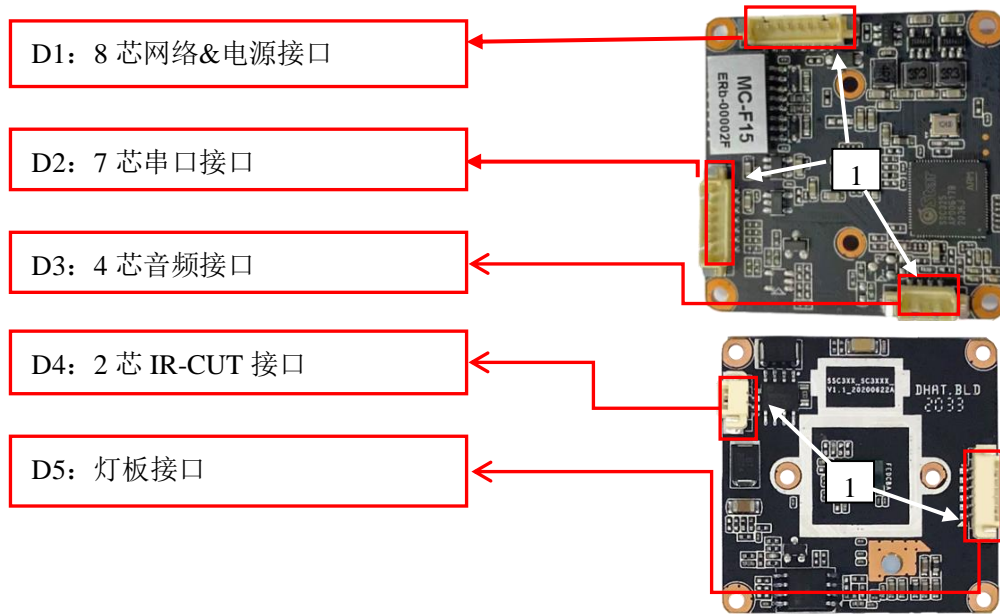 D1：8 芯网络&电源接口
D2：7 芯串口接口
D3：4 芯音频接口
D4：2 芯 IR-CUT 接口
D5：灯板接口
MC-F15
ERb-00002F
1
SSC3XX_SC3XXX_
V1.1_20200622A
DHAT.BLD
2033
1